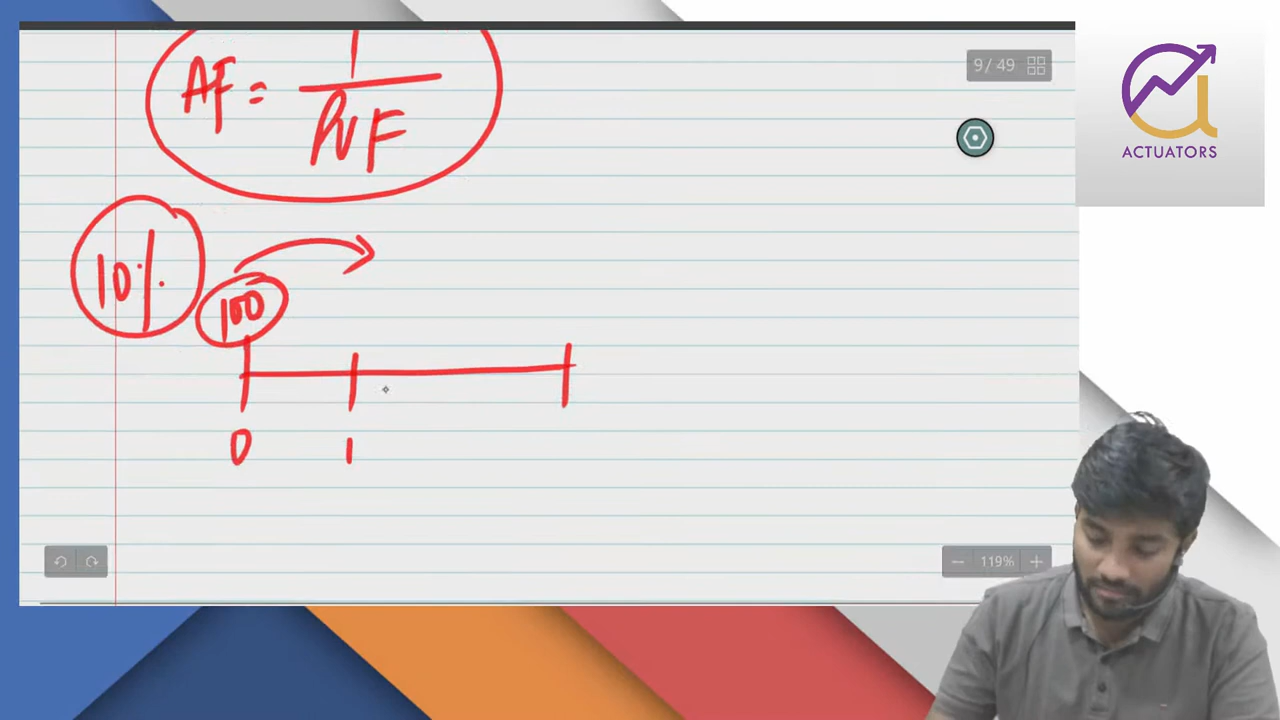 AF = 1
PVF
9 / 49
ACTUATORS
10%
100
0 1
119%